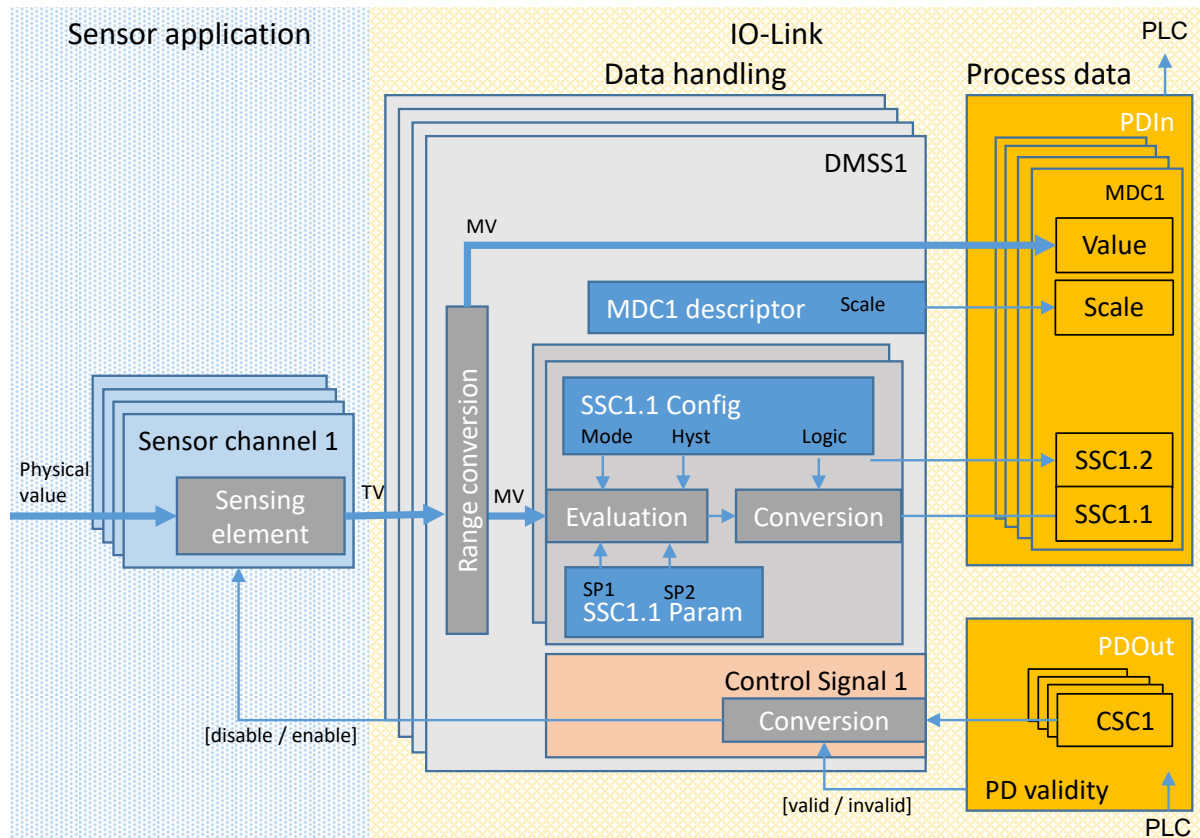 Sensor application
IO-Link
PLC
Data handling
Process data
PDIn
DMSS1
MDC1
MV
Value
MDC1 descriptor
Scale
Scale
Range conversion
SSC1.1 Config
Mode
Hyst
Logic
Sensor channel 1
Physical
value
Sensing
element
TV
MV
Evaluation
Conversion
SSC1.2
SSC1.1
SP1
SP2
SSC1.1 Param
PDOut
Control Signal 1
Conversion
CSC1
[disable / enable]
PD validity
[valid / invalid]
PLC